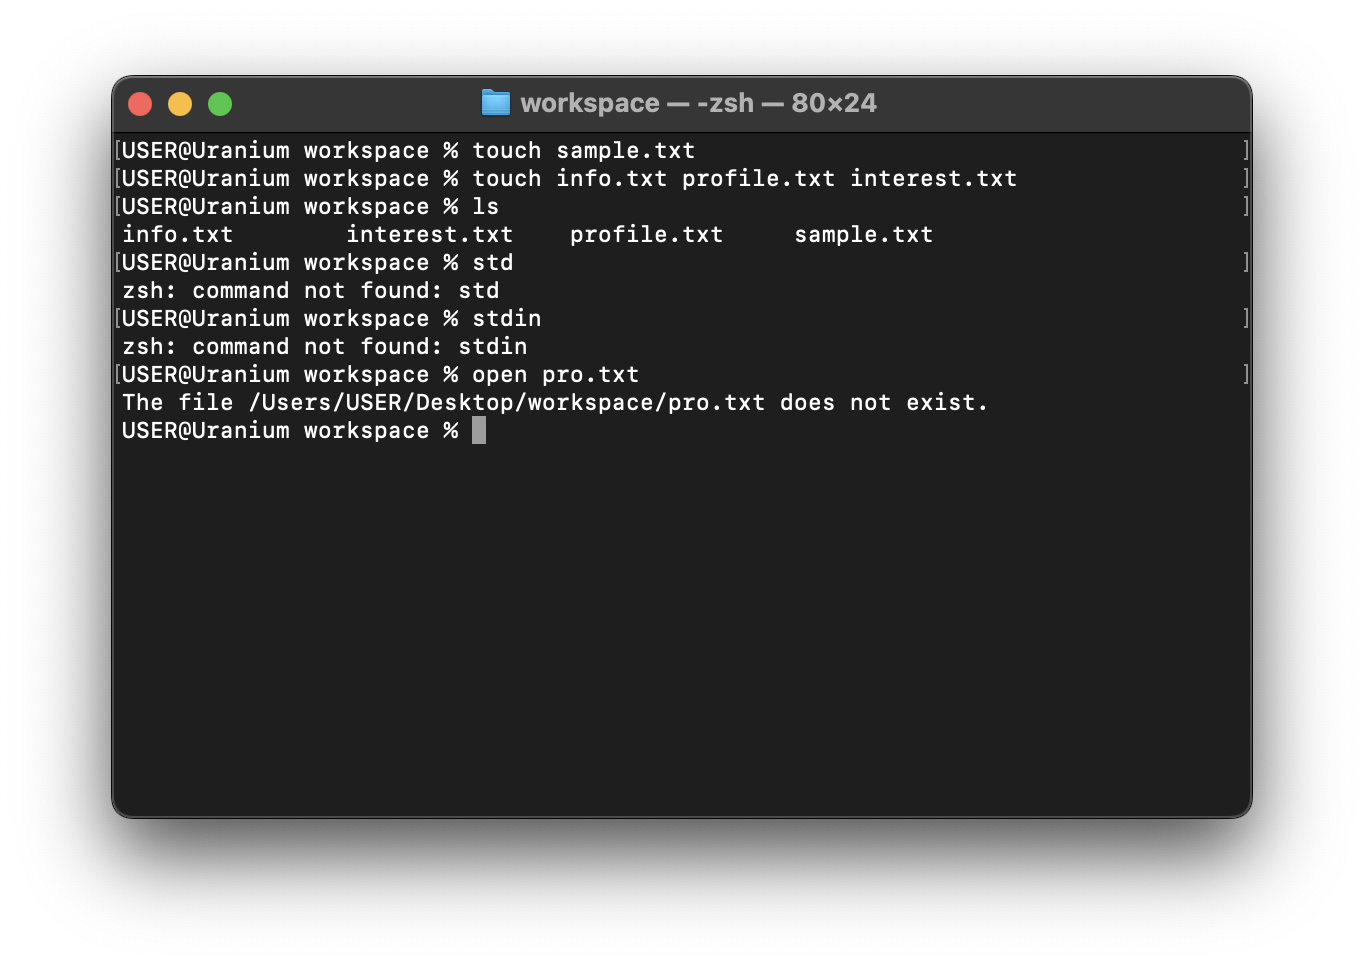 workspace — -zsh — 80×24
[USER@Uranium workspace % touch sample.txt ]
[USER@Uranium workspace % touch info.txt profile.txt interest.txt ]
[USER@Uranium workspace % ls ]
info.txt        interest.txt    profile.txt     sample.txt
[USER@Uranium workspace % std ]
zsh: command not found: std
[USER@Uranium workspace % stdin ]
zsh: command not found: stdin
[USER@Uranium workspace % open pro.txt ]
The file /Users/USER/Desktop/workspace/pro.txt does not exist.
USER@Uranium workspace %